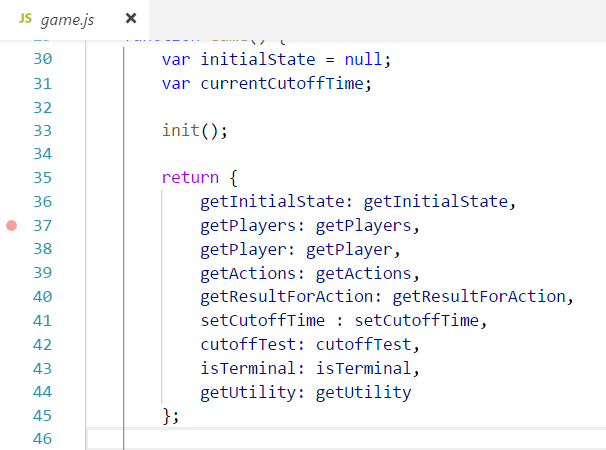 JS game.js ×
30 var initialState = null;
31 var currentCutoffTime;
32
33 init();
34
35 return {
36 getInitialState: getInitialState,
37 getPlayers: getPlayers,
38 getPlayer: getPlayer,
39 getActions: getActions,
40 getResultForAction: getResultForAction,
41 setCutoffTime : setCutoffTime,
42 cutoffTest: cutoffTest,
43 isTerminal: isTerminal,
44 getUtility: getUtility
45 };
46